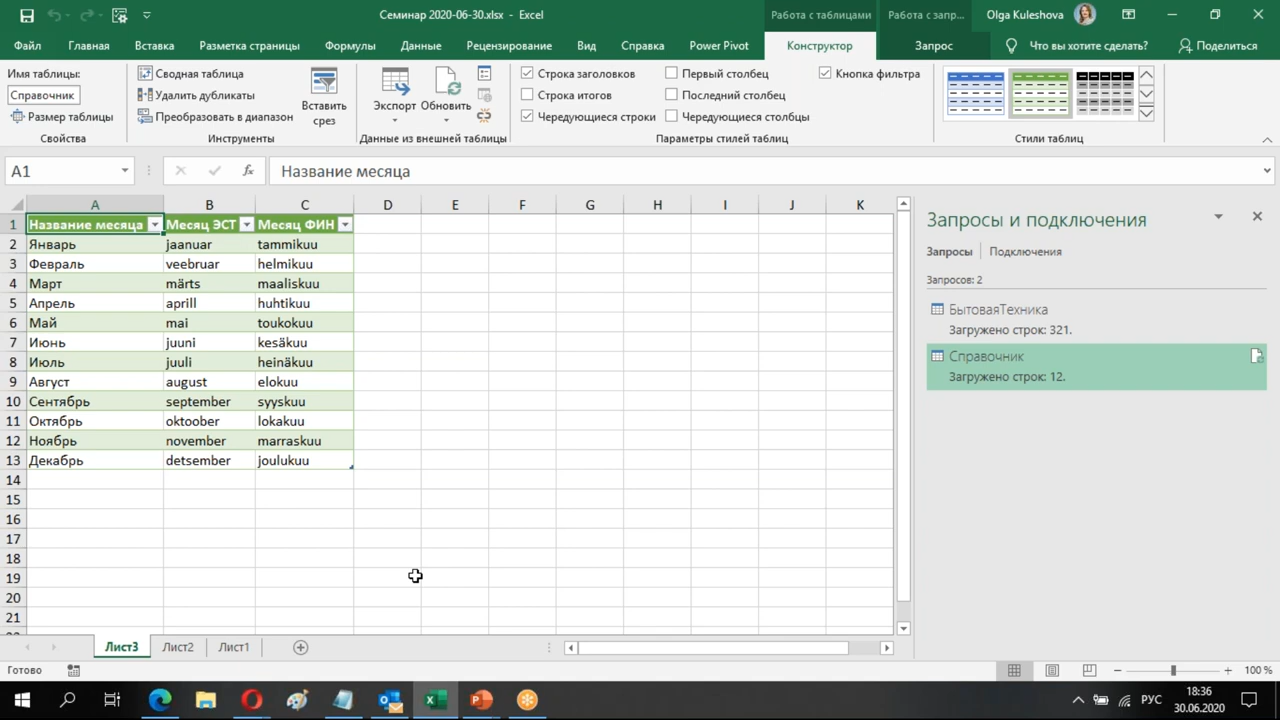 Семинар 2020-06-30.xlsx - Excel
Работа с таблицами
Работа с запр...
Olga Kuleshova
Файл
Главная
Вставка
Разметка страницы
Формулы
Данные
Рецензирование
Вид
Справка
Power Pivot
Конструктор
Запрос
Что вы хотите сделать?
Поделиться
Имя таблицы:
Справочник
Размер таблицы
Свойства
Сводная таблица
Удалить дубликаты
Преобразовать в диапазон
Инструменты
Вставить
срез
Экспорт
Обновить
Данные из внешней таблицы
Строка заголовков
Строка итогов
Чередующиеся строки
Первый столбец
Последний столбец
Чередующиеся столбцы
Кнопка фильтра
Параметры стилей таблиц
Стили таблиц
A1
fx
Название месяца
A B C D E F G H I J K
1 Название месяца Месяц ЭСТ Месяц ФИН
2 Январь jaanuar tammikuu
3 Февраль veebruar helmikuu
4 Март märts maaliskuu
5 Апрель aprill huhtikuu
6 Май mai toukokuu
7 Июнь juuni kesäkuu
8 Июль juuli heinäkuu
9 Август august elokuu
10 Сентябрь september syyskuu
11 Октябрь oktoober lokakuu
12 Ноябрь november marraskuu
13 Декабрь detsember joulukuu
14
15
16
17
18
19
20
21
Запросы и подключения
Запросы | Подключения
Запросов: 2
БытоваяТехника
Загружено строк: 321.
Справочник
Загружено строк: 12.
Лист3
Лист2
Лист1
Готово
100 %
РУС
18:36
30.06.2020